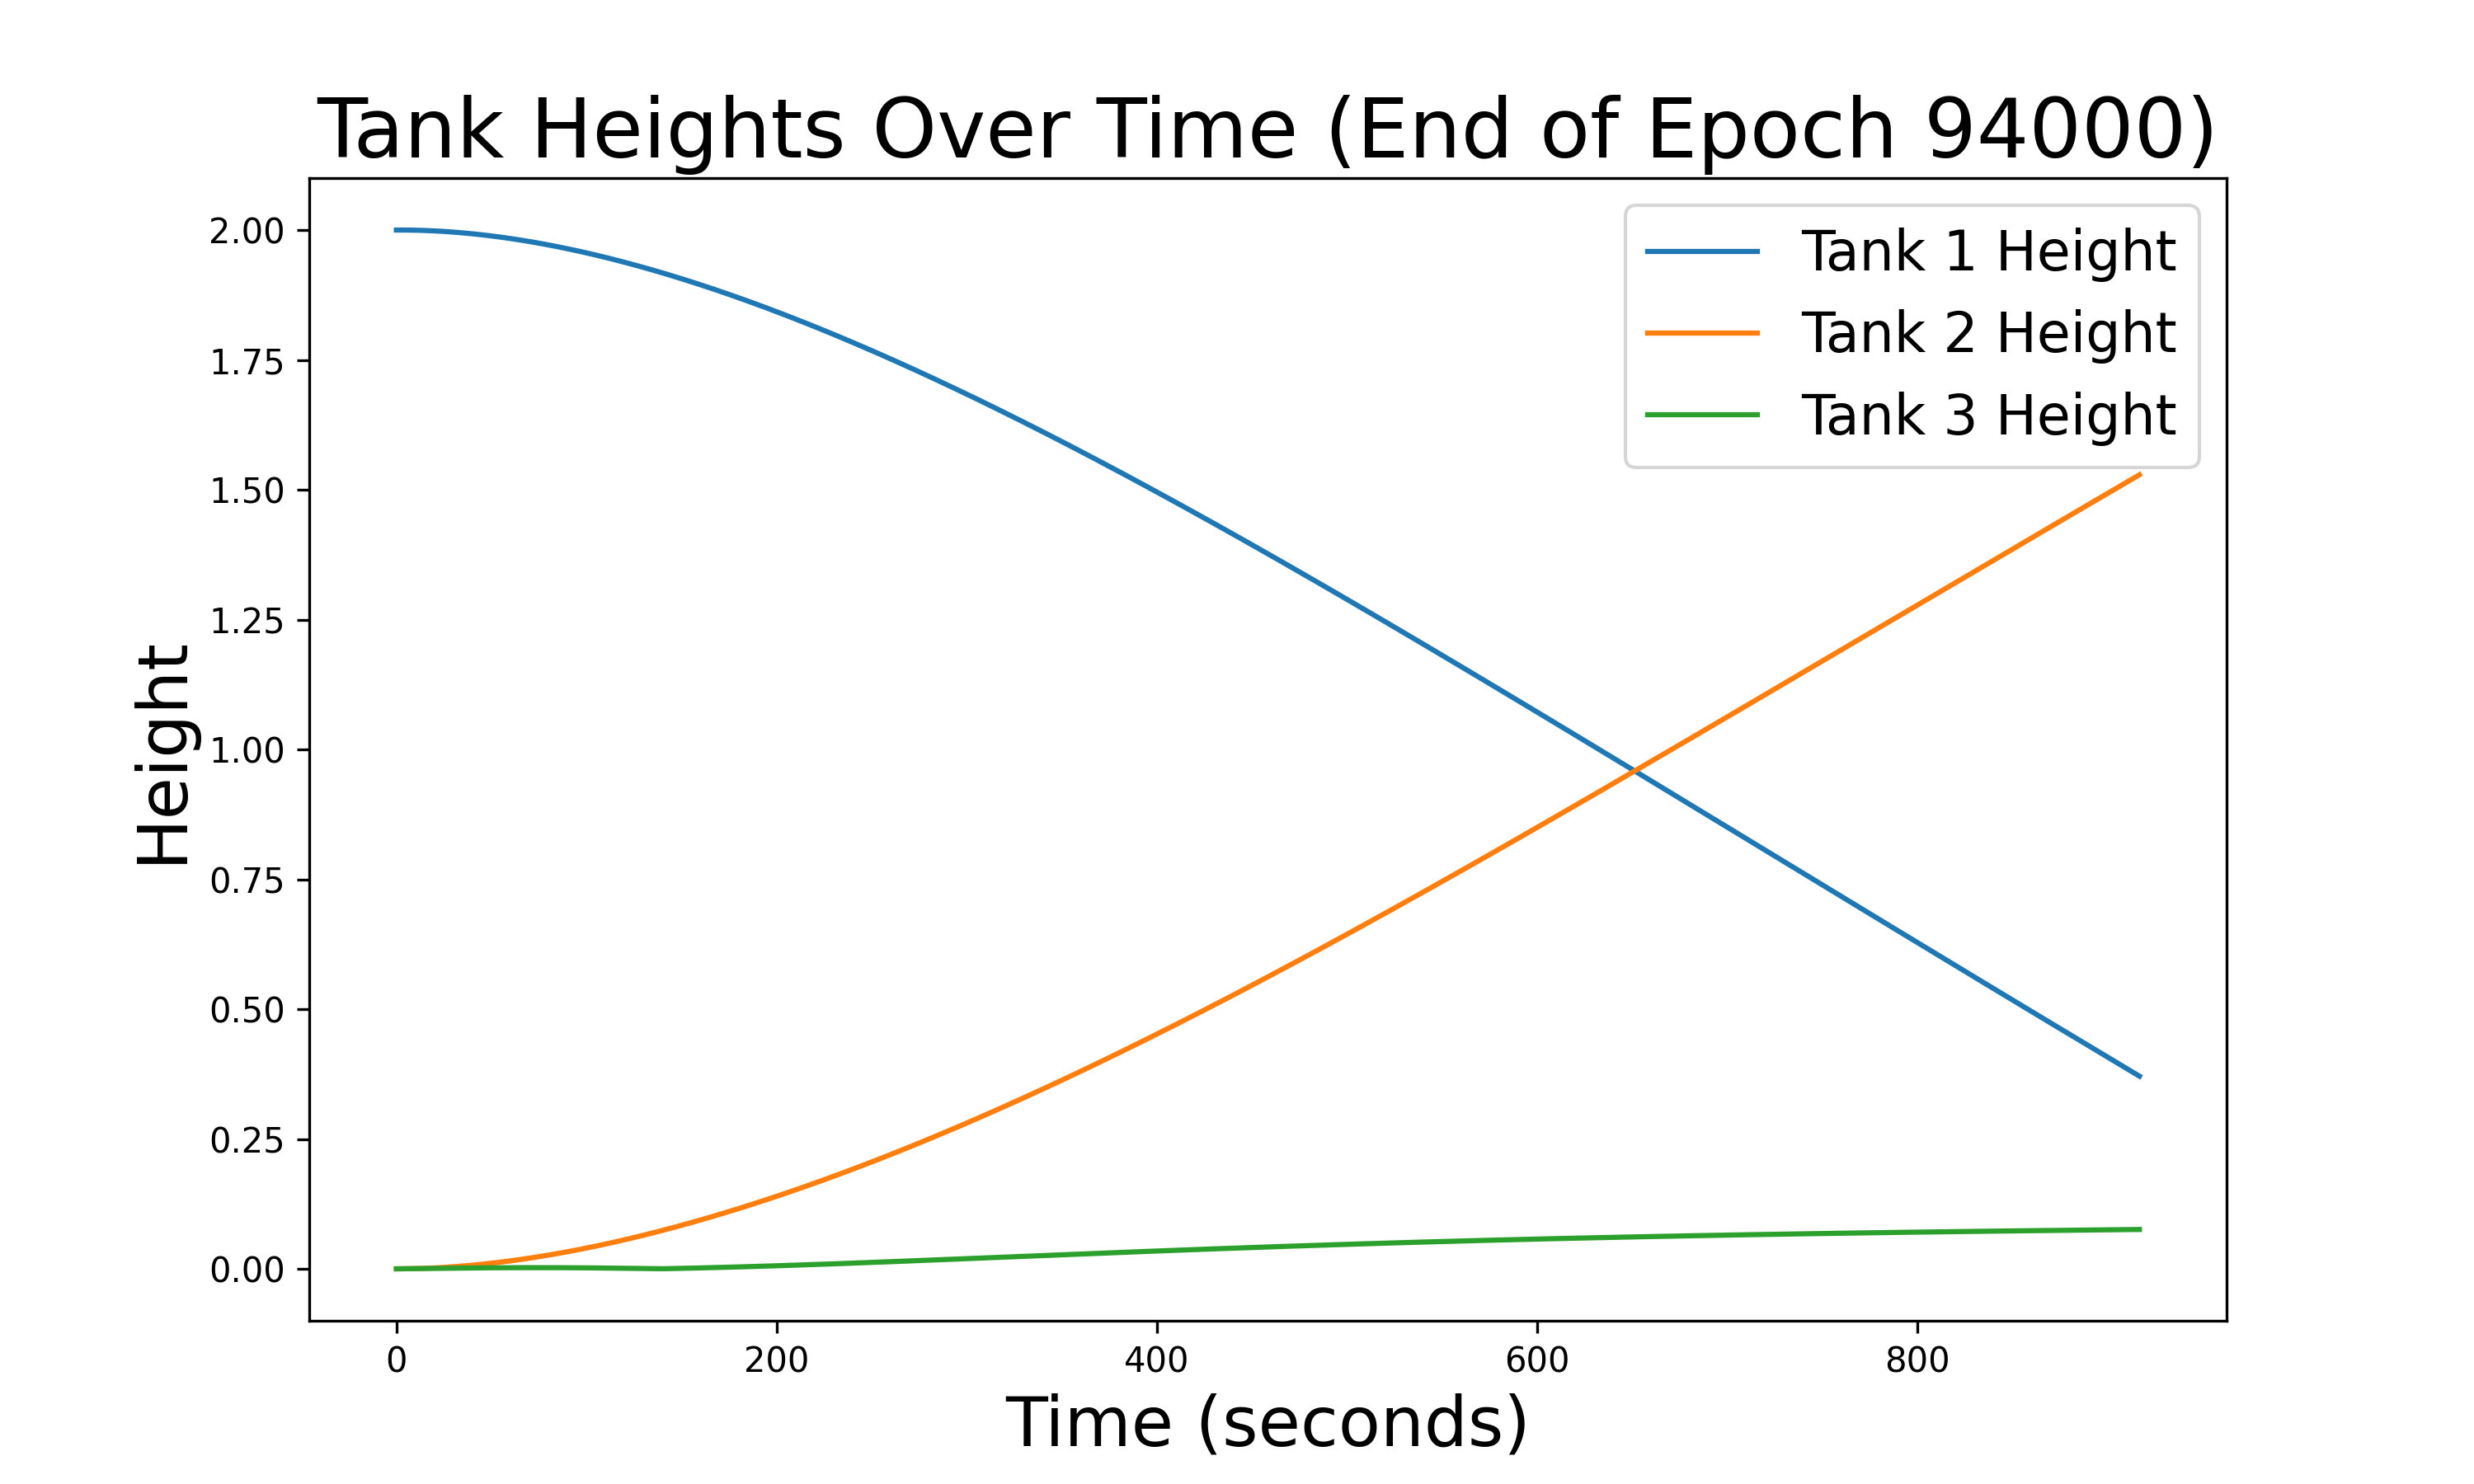 Tank Heights Over Time (End of Epoch 94000)
Tank 1 Height
Tank 2 Height
Tank 3 Height
Height
2.00
1.75
1.50
1.25
1.00
0.75
0.50
0.25
0.00
0 200 400 600 800
Time (seconds)